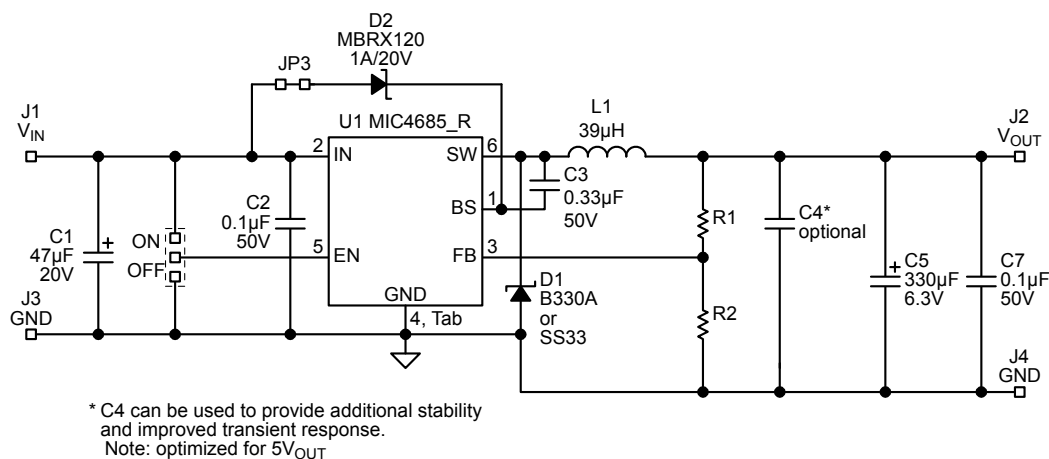 D2
MBRX120
1A/20V
JP3
U1 MIC4685_R
L1
39µH
J1
VIN
J2
VOUT
2
IN
SW
6
C3
0.33µF
50V
1
BS
C2
0.1µF
50V
R1
C4*
optional
C1
47µF
20V
+
ON
OFF
5
EN
FB
3
+
C5
330µF
6.3V
C7
0.1µF
50V
D1
B330A
or
SS33
J3
GND
GND
4, Tab
R2
J4
GND
* C4 can be used to provide additional stability
and improved transient response.
Note: optimized for 5VOUT